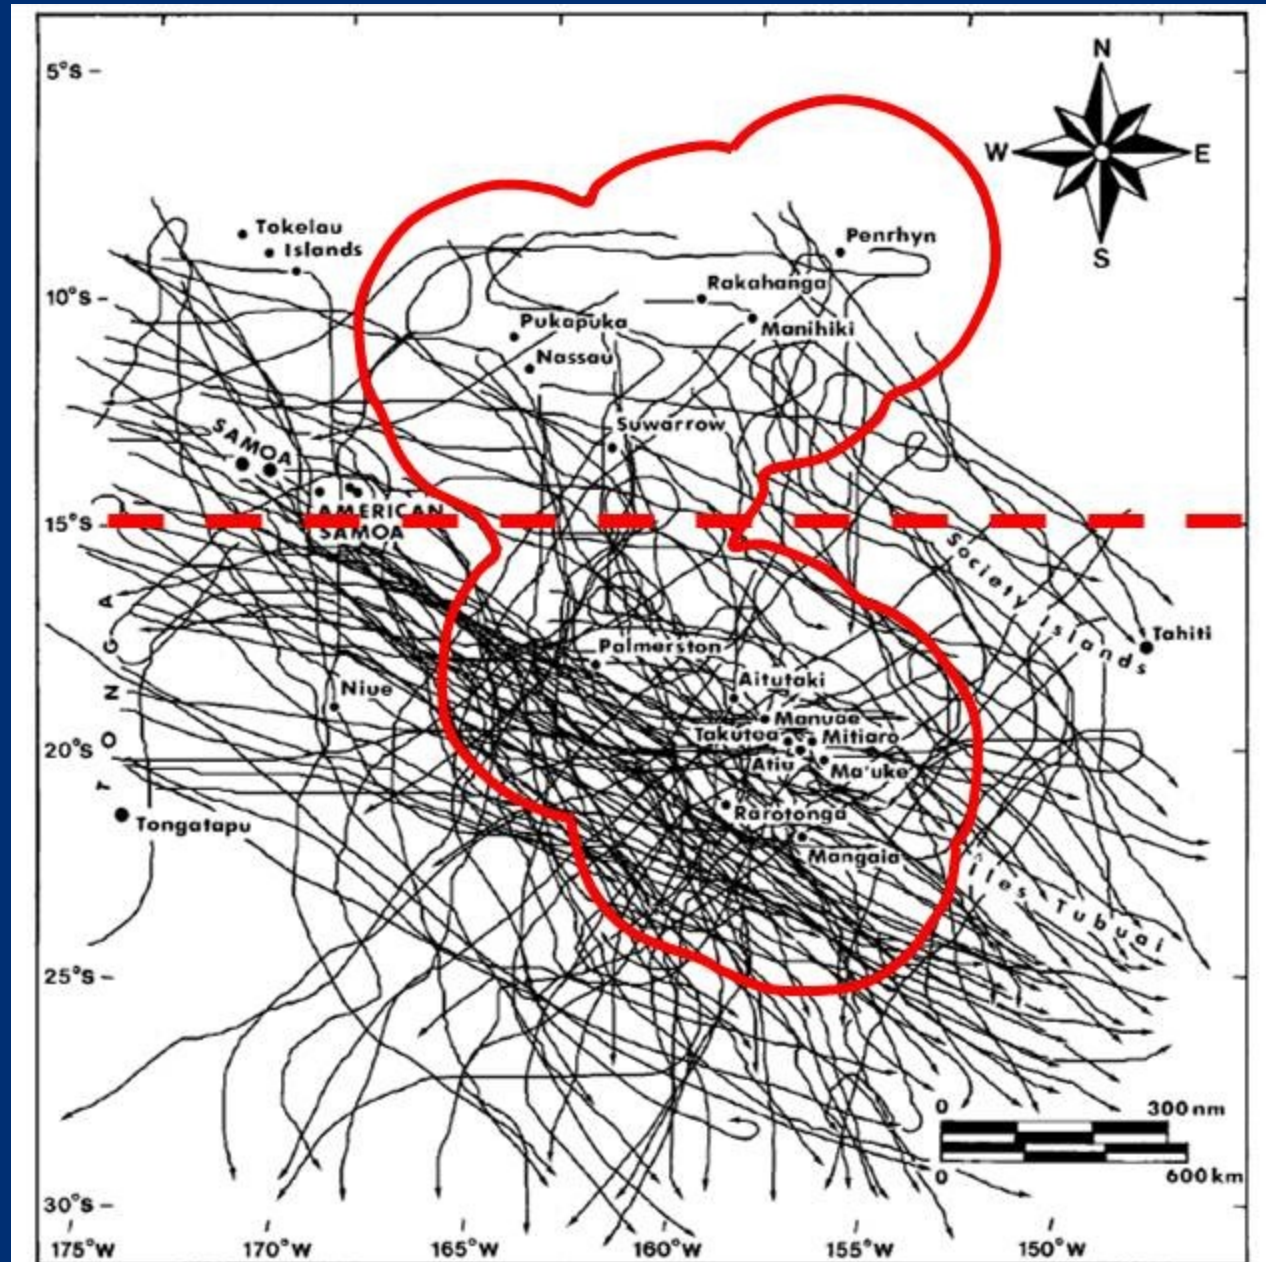 N
5°S
W E
Tokelau
Islands
Penrhyn
S
Rakahanga
10°S
Pukapuka
Manihiki
Nassau
SAMOA
Suwarrow
AMERICAN
15°S
SAMOA
Society islands
TONGA
Tahiti
Palmerston
Aitutaki
Niue
Manuae
Takutea
Mitiaro
20°S
Atiu
Ma'uke
Rarotonga
Tongatapu
Mangaia
iles Tubuai
25°S
0 300 nm
0 600 km
30°S
175°W 170°W 165°W 160°W 155°W 150°W